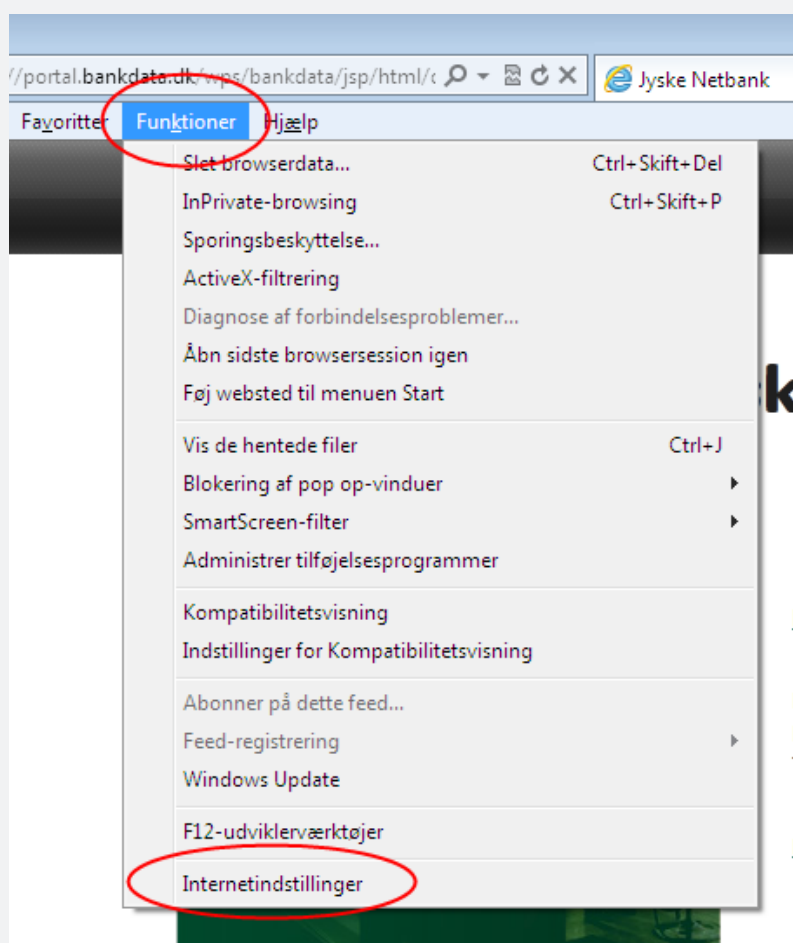 //portal.bankdata.dk/wps/bankdata/jsp/html/c Jyske Netbank
Favoritter Funktioner Hjælp
Slet browserdata... Ctrl+Skift+Del
InPrivate-browsing Ctrl+Skift+P
Sporingsbeskyttelse...
ActiveX-filtrering
Diagnose af forbindelsesproblemer...
Åbn sidste browsersession igen
Føj websted til menuen Start
Vis de hentede filer Ctrl+J
Blokering af pop op-vinduer
SmartScreen-filter
Administrer tilføjelsesprogrammer
Kompatibilitetsvisning
Indstillinger for Kompatibilitetsvisning
Abonner på dette feed...
Feed-registrering
Windows Update
F12-udviklerværktøjer
Internetindstillinger